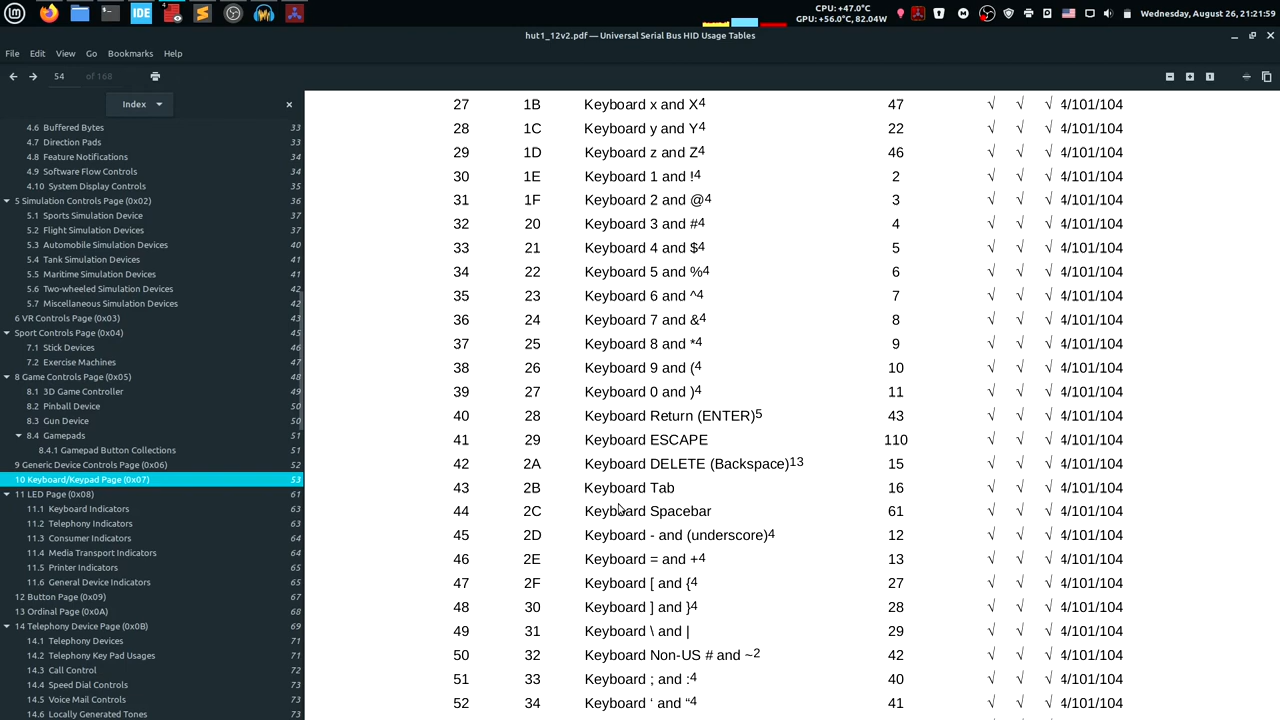 IDE
CPU: +47.0°C
GPU: +56.0°C, 82.04W
Wednesday, August 26, 21:21:59
hut1_12v2.pdf — Universal Serial Bus HID Usage Tables
File Edit View Go Bookmarks Help
54 of 168
Index
4.6 Buffered Bytes 33
4.7 Direction Pads 33
4.8 Feature Notifications 34
4.9 Software Flow Controls 34
4.10 System Display Controls 35
5 Simulation Controls Page (0x02) 36
5.1 Sports Simulation Device 37
5.2 Flight Simulation Devices 37
5.3 Automobile Simulation Devices 40
5.4 Tank Simulation Devices 41
5.5 Maritime Simulation Devices 41
5.6 Two-wheeled Simulation Devices 42
5.7 Miscellaneous Simulation Devices 42
6 VR Controls Page (0x03) 43
Sport Controls Page (0x04) 45
7.1 Stick Devices 46
7.2 Exercise Machines 47
8 Game Controls Page (0x05) 48
8.1 3D Game Controller 49
8.2 Pinball Device 50
8.3 Gun Device 50
8.4 Gamepads 51
8.4.1 Gamepad Button Collections 51
9 Generic Device Controls Page (0x06) 52
10 Keyboard/Keypad Page (0x07) 53
11 LED Page (0x08) 61
11.1 Keyboard Indicators 63
11.2 Telephony Indicators 63
11.3 Consumer Indicators 64
11.4 Media Transport Indicators 64
11.5 Printer Indicators 65
11.6 General Device Indicators 65
12 Button Page (0x09) 67
13 Ordinal Page (0x0A) 68
14 Telephony Device Page (0x0B) 69
14.1 Telephony Devices 71
14.2 Telephony Key Pad Usages 71
14.3 Call Control 72
14.4 Speed Dial Controls 73
14.5 Voice Mail Controls 73
14.6 Locally Generated Tones 73
27 1B Keyboard x and X4 47 √ √ √ 4/101/104
28 1C Keyboard y and Y4 22 √ √ √ 4/101/104
29 1D Keyboard z and Z4 46 √ √ √ 4/101/104
30 1E Keyboard 1 and !4 2 √ √ √ 4/101/104
31 1F Keyboard 2 and @4 3 √ √ √ 4/101/104
32 20 Keyboard 3 and #4 4 √ √ √ 4/101/104
33 21 Keyboard 4 and $4 5 √ √ √ 4/101/104
34 22 Keyboard 5 and %4 6 √ √ √ 4/101/104
35 23 Keyboard 6 and ^4 7 √ √ √ 4/101/104
36 24 Keyboard 7 and &4 8 √ √ √ 4/101/104
37 25 Keyboard 8 and *4 9 √ √ √ 4/101/104
38 26 Keyboard 9 and (4 10 √ √ √ 4/101/104
39 27 Keyboard 0 and )4 11 √ √ √ 4/101/104
40 28 Keyboard Return (ENTER)5 43 √ √ √ 4/101/104
41 29 Keyboard ESCAPE 110 √ √ √ 4/101/104
42 2A Keyboard DELETE (Backspace)13 15 √ √ √ 4/101/104
43 2B Keyboard Tab 16 √ √ √ 4/101/104
44 2C Keyboard Spacebar 61 √ √ √ 4/101/104
45 2D Keyboard - and (underscore)4 12 √ √ √ 4/101/104
46 2E Keyboard = and +4 13 √ √ √ 4/101/104
47 2F Keyboard [ and {4 27 √ √ √ 4/101/104
48 30 Keyboard ] and }4 28 √ √ √ 4/101/104
49 31 Keyboard \ and | 29 √ √ √ 4/101/104
50 32 Keyboard Non-US # and ~2 42 √ √ √ 4/101/104
51 33 Keyboard ; and :4 40 √ √ √ 4/101/104
52 34 Keyboard ‘ and “4 41 √ √ √ 4/101/104